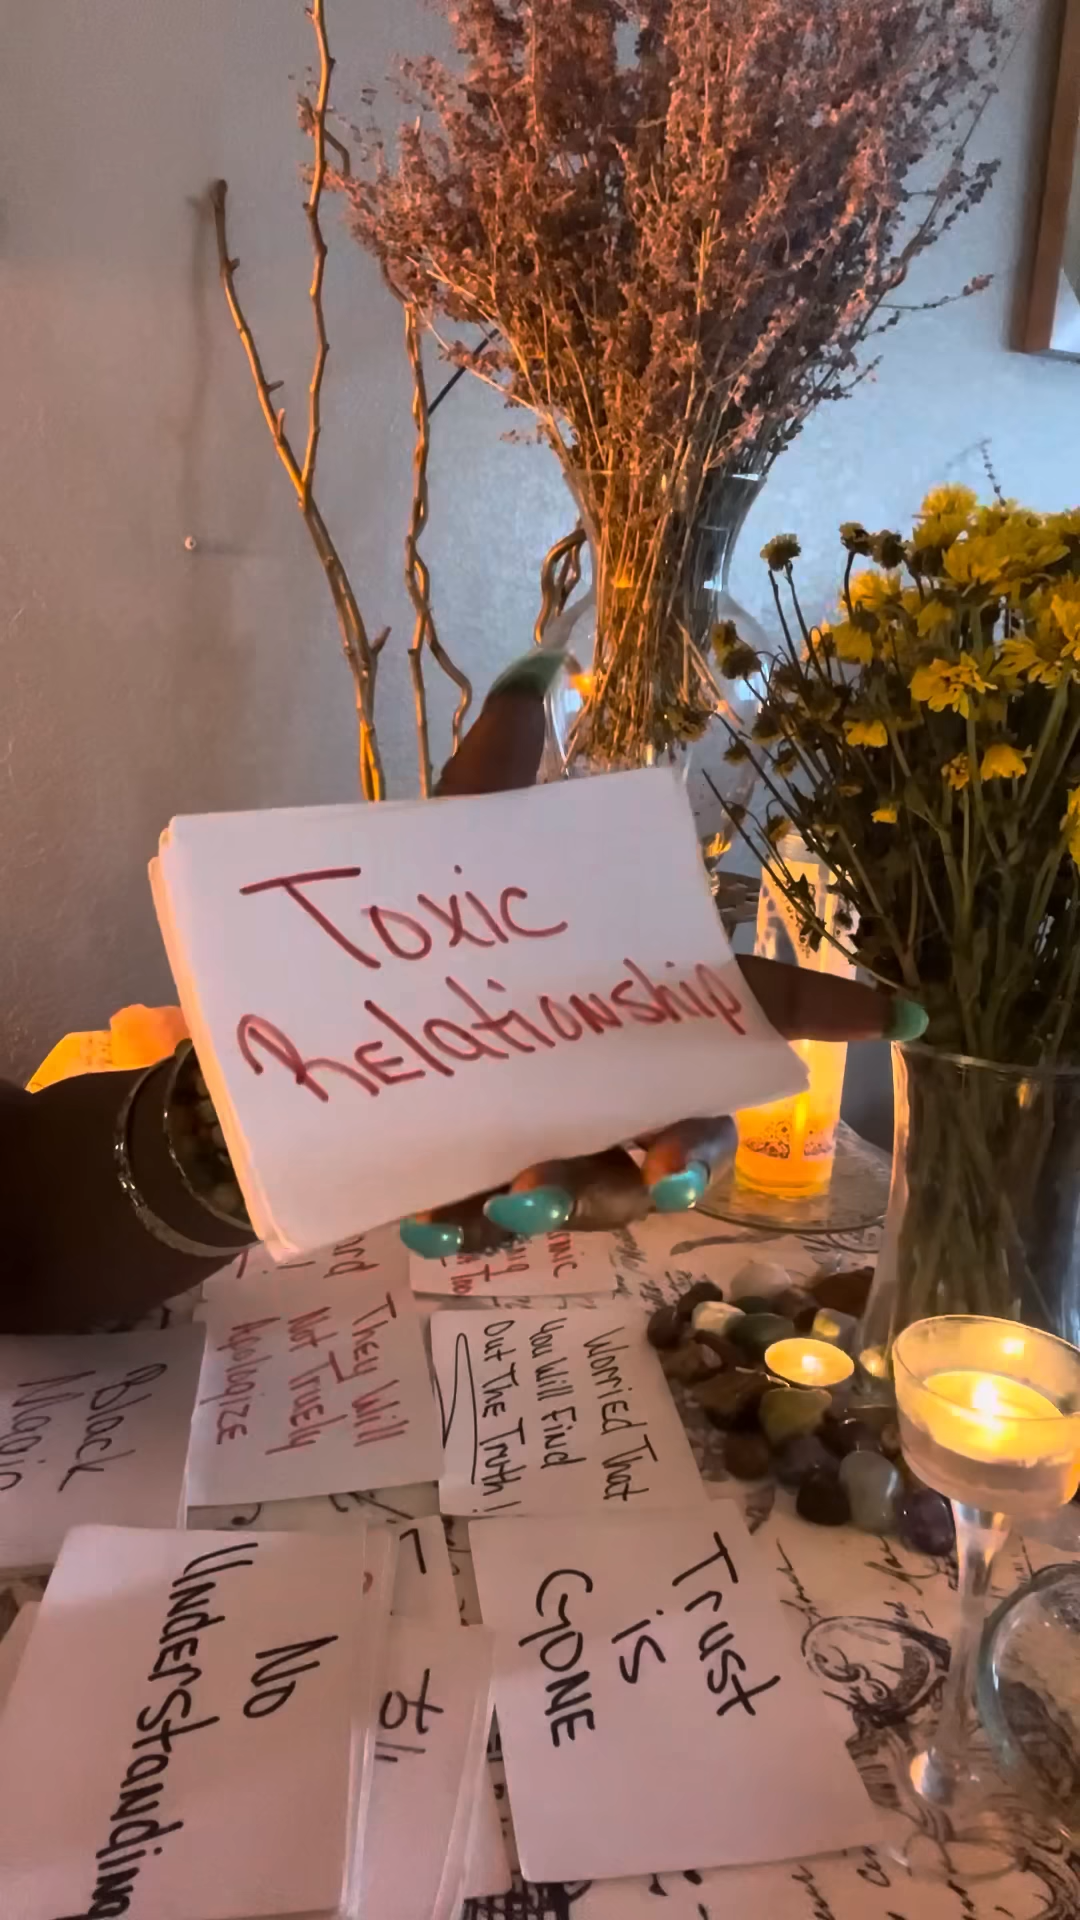 Toxic
Relationship
They Will
Not Truely
Apologize
Worried That
You Will Find
Out The Truth!
Black
Magic
No
Understanding
Trust
is
Gone